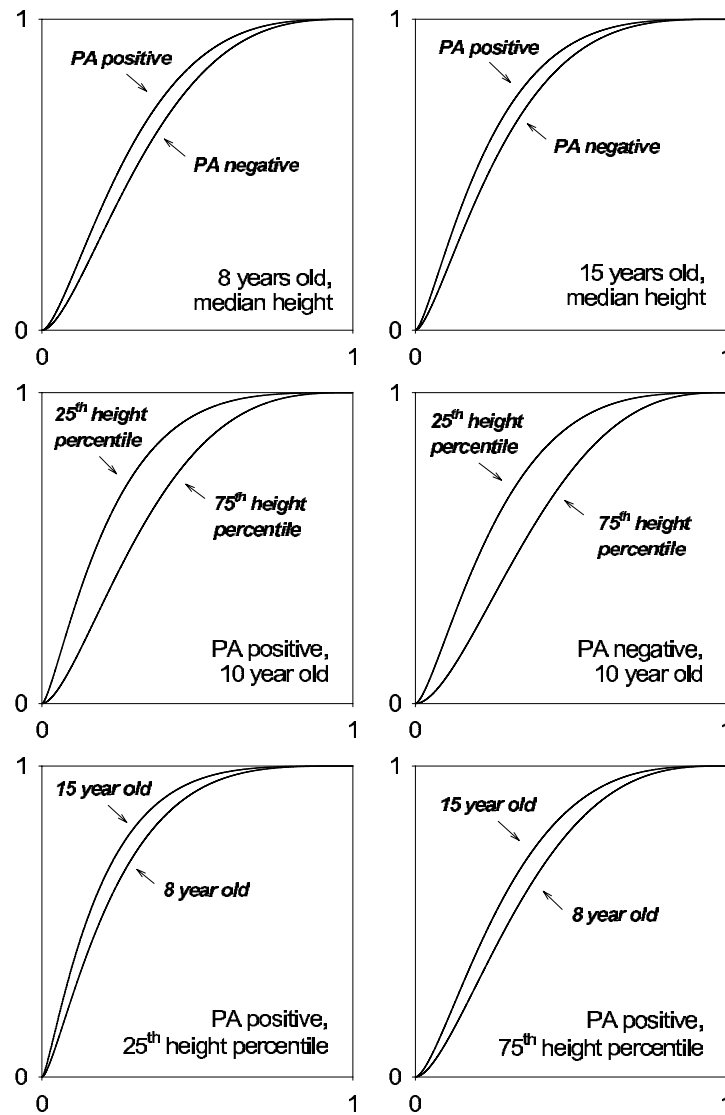 1
PA positive
PA negative
8 years old,
median height
0
0
1
PA positive
PA negative
15 years old,
median height
0
0
1
1
25th height
percentile
75th height
percentile
PA positive,
10 year old
0
0
1
1
25th height
percentile
75th height
percentile
PA negative,
10 year old
0
0
1
1
15 year old
8 year old
PA positive,
25th height percentile
0
0
1
1
15 year old
8 year old
PA positive,
75th height percentile
0
0
1